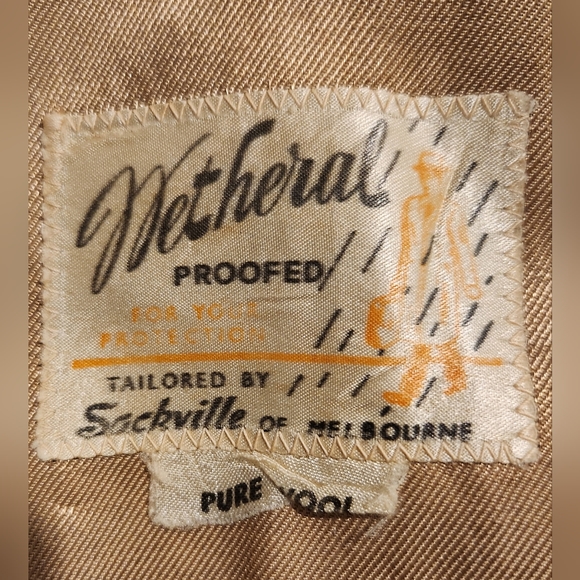 Wetheral
PROOFED
FOR YOUR
PROTECTION
TAILORED BY
Sackville OF MELBOURNE
PURE WOOL